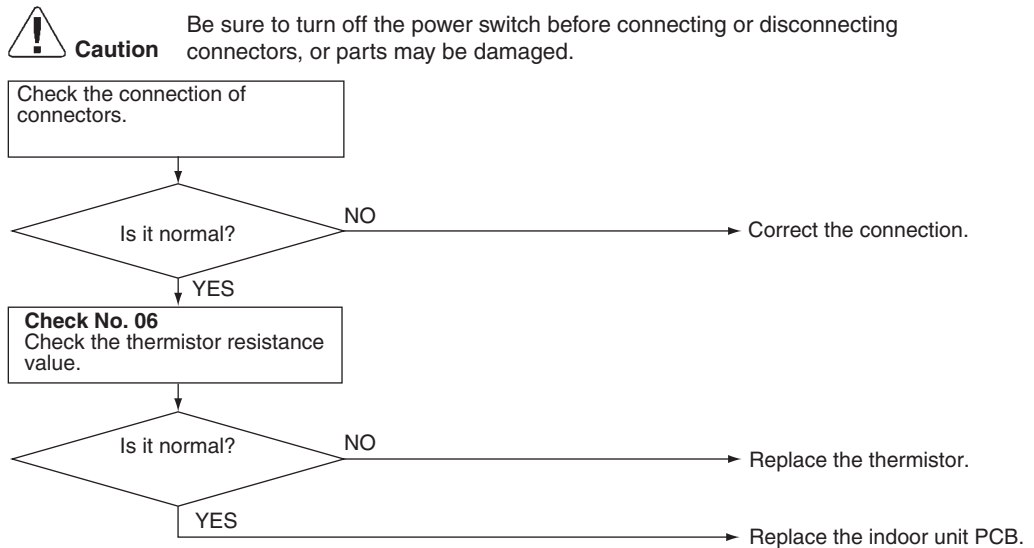 Be sure to turn off the power switch before connecting or disconnecting
Caution connectors, or parts may be damaged.
Check the connection of
connectors.
Is it normal?
NO
Correct the connection.
YES
Check No. 06
Check the thermistor resistance
value.
Is it normal?
NO
Replace the thermistor.
YES
Replace the indoor unit PCB.